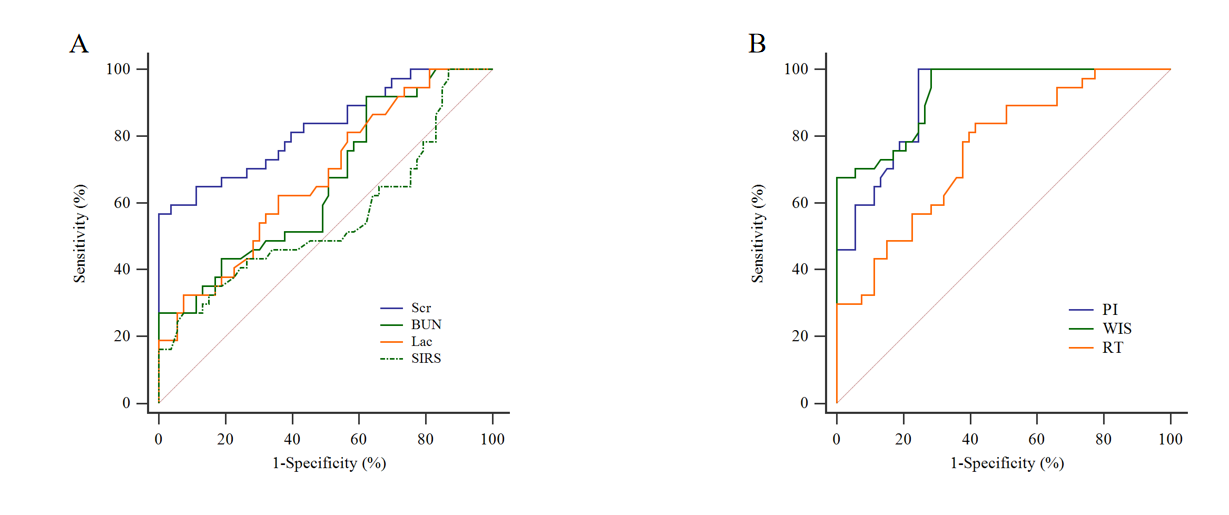 A
100
80
60
40
20
0
Sensitivity (%)
0 20 40 60 80 100
1-Specificity (%)
Scr
BUN
Lac
SIRS
B
100
80
60
40
20
0
Sensitivity (%)
0 20 40 60 80 100
1-Specificity (%)
PI
WIS
RT